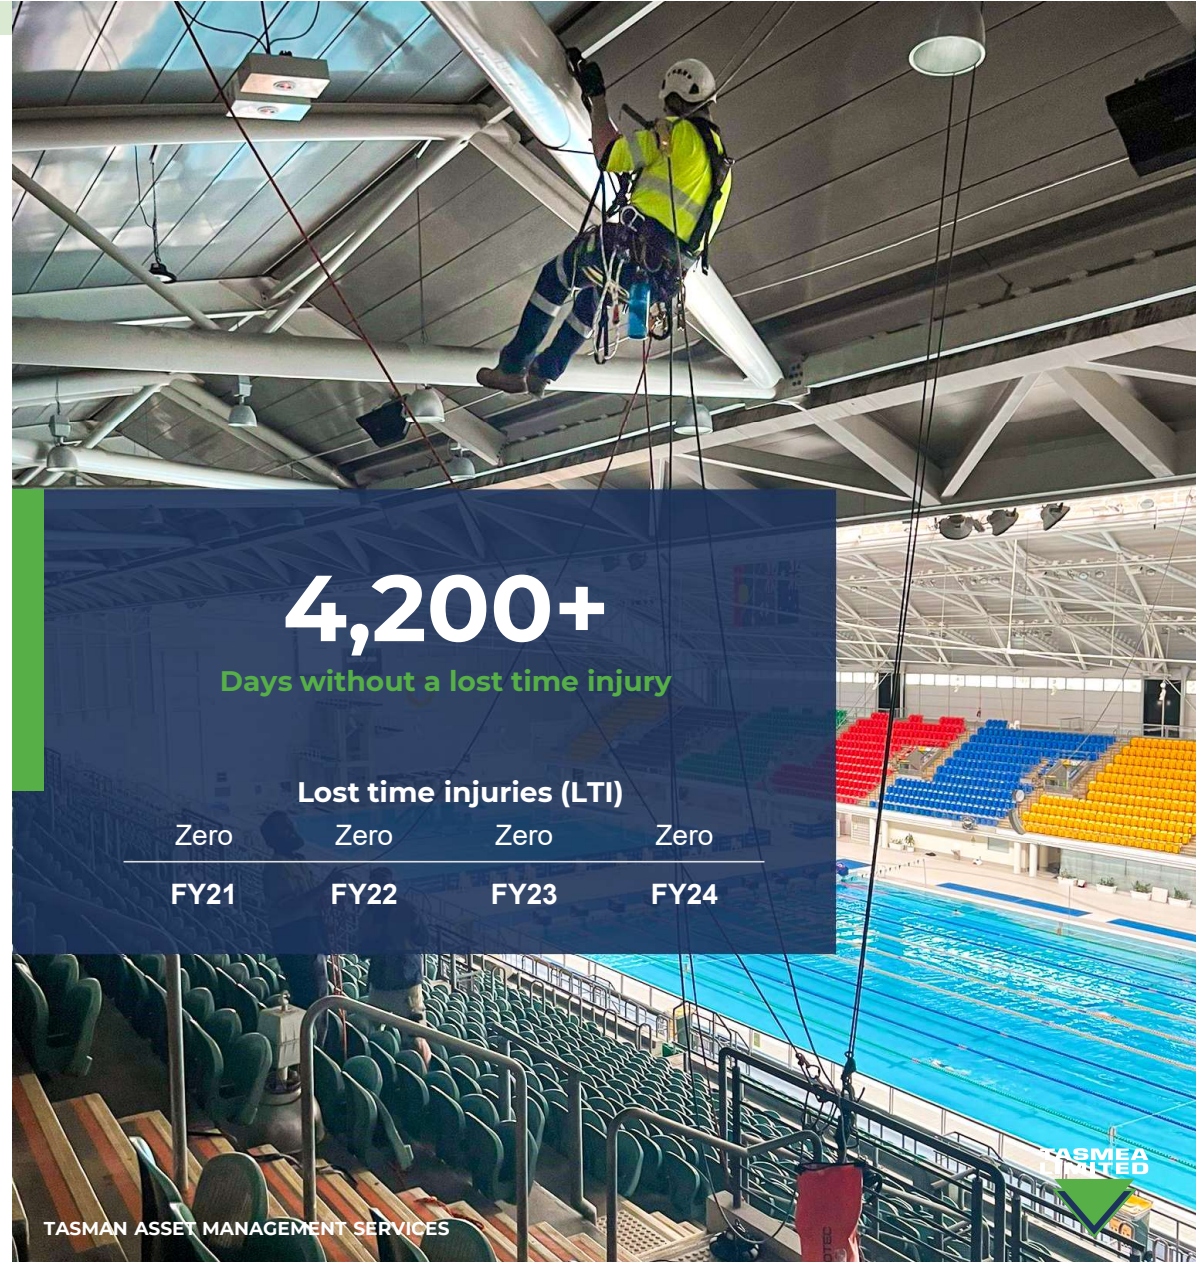 4,200+
Days without a lost time injury
Lost time injuries (LTI)
Zero Zero Zero Zero
FY21 FY22 FY23 FY24
TASMEA
LIMITED
TASMAN ASSET MANAGEMENT SERVICES